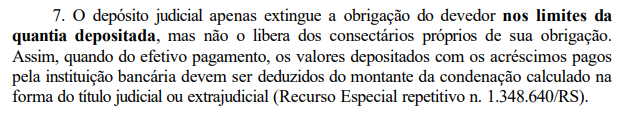 7. O depósito judicial apenas extingue a obrigação do devedor nos limites da
quantia depositada, mas não o libera dos consectários próprios de sua obrigação.
Assim, quando do efetivo pagamento, os valores depositados com os acréscimos pagos
pela instituição bancária devem ser deduzidos do montante da condenação calculado na
forma do título judicial ou extrajudicial (Recurso Especial repetitivo n. 1.348.640/RS).